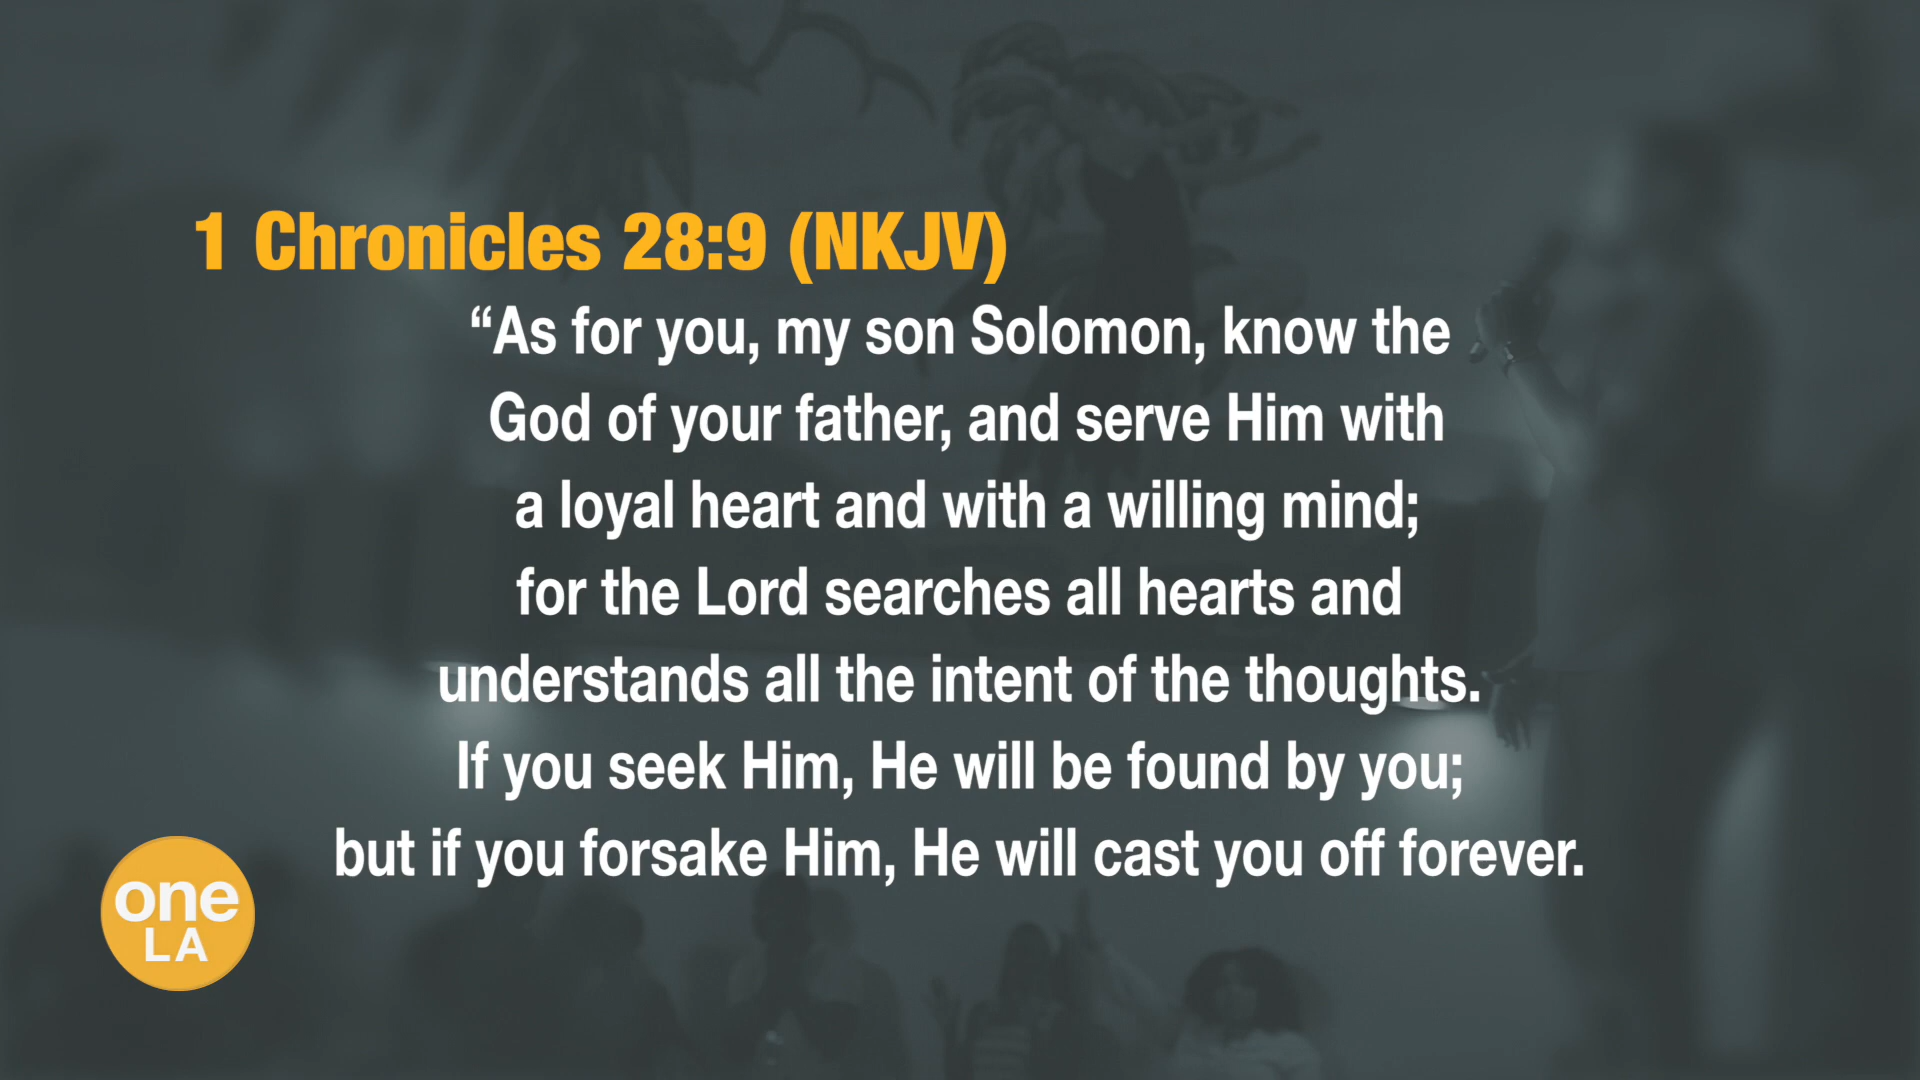 1 Chronicles 28:9 (NKJV)
“As for you, my son Solomon, know the
God of your father, and serve Him with
a loyal heart and with a willing mind;
for the Lord searches all hearts and
understands all the intent of the thoughts.
If you seek Him, He will be found by you;
but if you forsake Him, He will cast you off forever.
one
LA